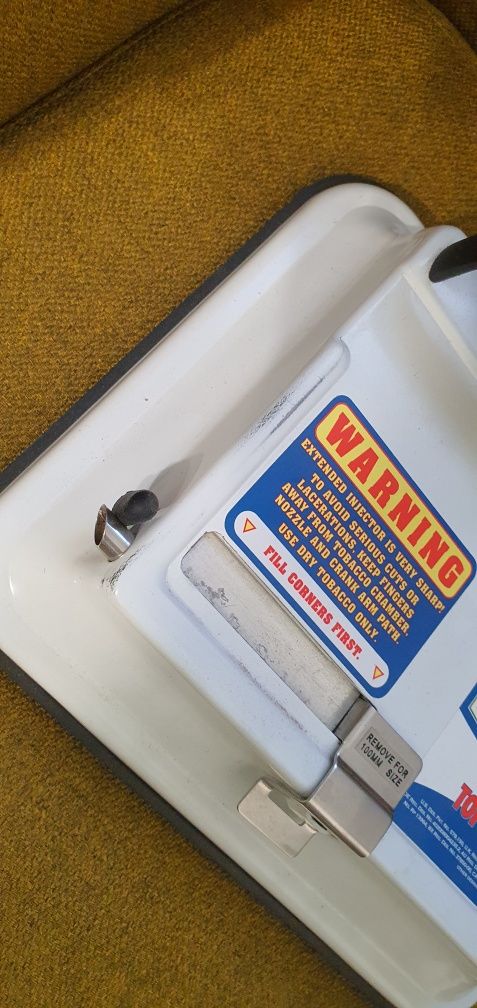 WARNING
EXTENDED INJECTOR IS VERY SHARP!
TO AVOID SERIOUS CUTS OR
LACERATIONS, KEEP FINGERS
AWAY FROM TOBACCO CHAMBER,
NOZZLE AND CRANK ARM PATH.
USE DRY TOBACCO ONLY.
FILL CORNERS FIRST.
REMOVE FOR
100MM SIZE
TO